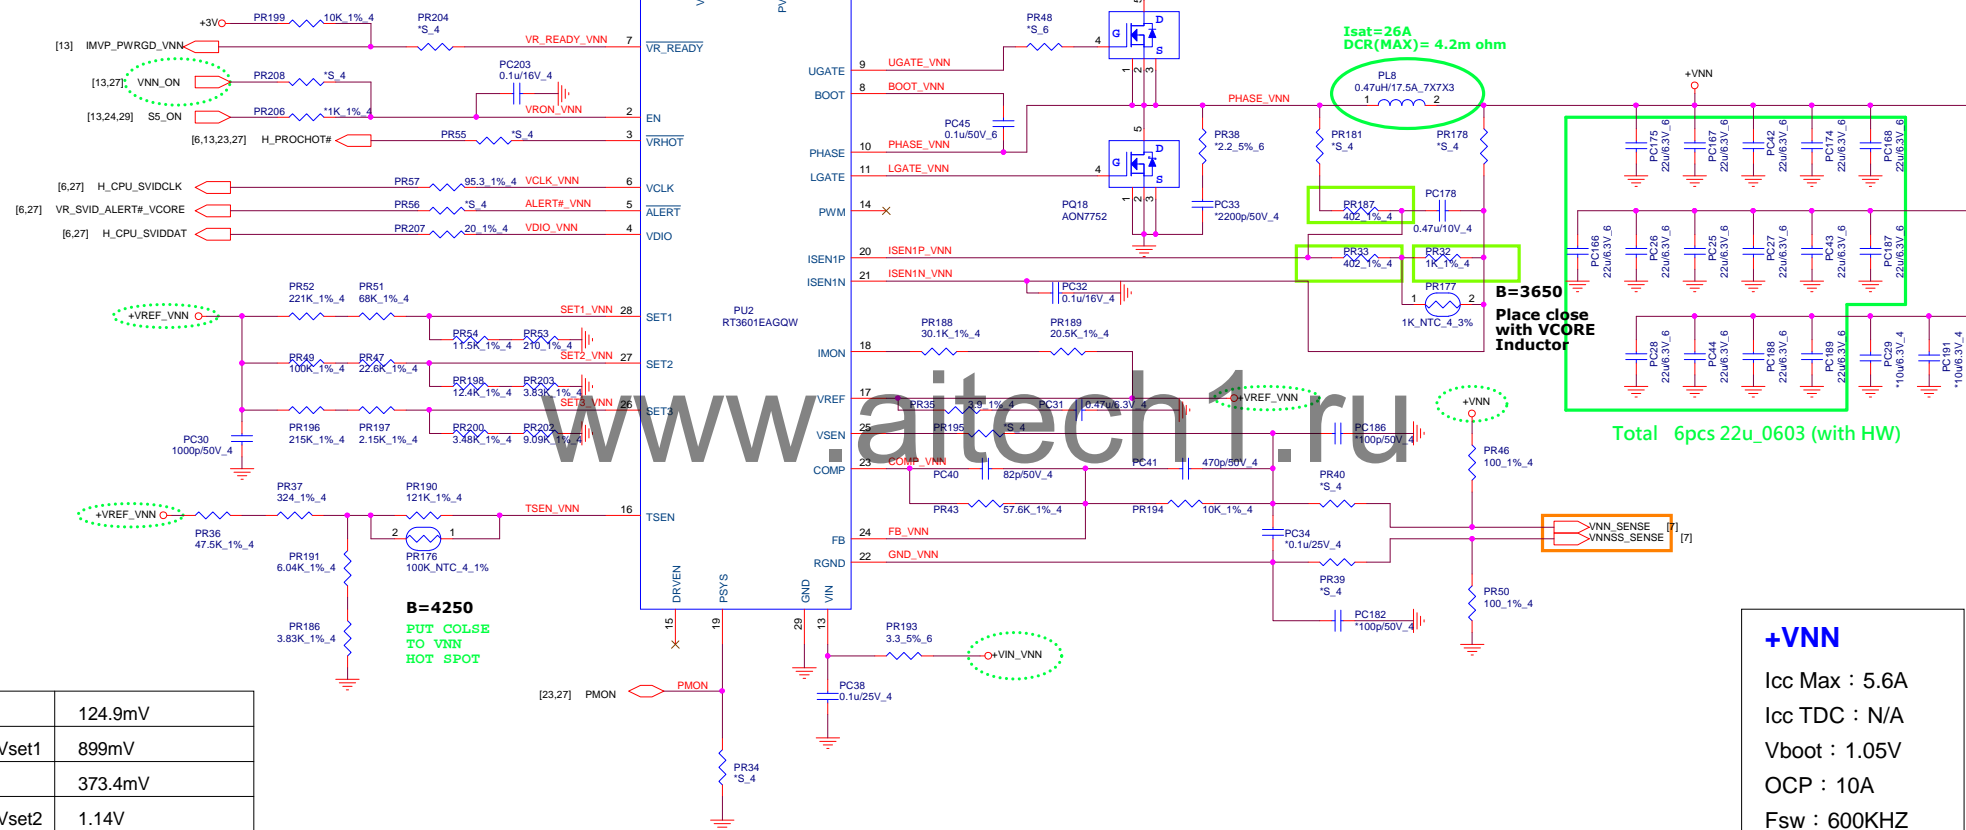 +3V
PR199
10K_1%_4
PR204
*S_4
[13] IMVP_PWRGD_VNN
VR_READY_VNN
7
VR_READY
[13,27] VNN_ON
PR208
*S_4
PC203
0.1u/16V_4
[13,24,29] S5_ON
PR206
*1K_1%_4
VRON_VNN
2
EN
[6,13,23,27] H_PROCHOT#
PR55
*S_4
3
VRHOT
[6,27] H_CPU_SVIDCLK
PR57
95.3_1%_4
VCLK_VNN
6
VCLK
[6,27] VR_SVID_ALERT#_VCORE
PR56
*S_4
ALERT#_VNN
5
ALERT
[6,27] H_CPU_SVIDDAT
PR207
20_1%_4
VDIO_VNN
4
VDIO
+VREF_VNN
PR52
221K_1%_4
PR51
68K_1%_4
SET1_VNN
28
SET1
PR54
11.5K_1%_4
PR53
210_1%_4
PR49
100K_1%_4
PR47
22.6K_1%_4
SET2_VNN
27
SET2
PR198
12.4K_1%_4
PR203
3.83K_1%_4
SET3_VNN
26
SET3
PR196
215K_1%_4
PR197
2.15K_1%_4
PR200
3.48K_1%_4
PR202
9.09K_1%_4
PC30
1000p/50V_4
+VREF_VNN
PR36
47.5K_1%_4
PR37
324_1%_4
PR190
121K_1%_4
TSEN_VNN
16
TSEN
2
1
PR176
100K_NTC_4_1%
PR191
6.04K_1%_4
PR186
3.83K_1%_4
B=4250
PUT COLSE
TO VNN
HOT SPOT
PU2
RT3601EAGQW
DRVEN
15
PSYS
19
GND
29
VIN
13
[23,27] PMON
PMON
PR34
*S_4
PR193
3.3_5%_6
+VIN_VNN
PC38
0.1u/25V_4
UGATE
9
UGATE_VNN
BOOT
8
BOOT_VNN
PHASE
10
PHASE_VNN
LGATE
11
LGATE_VNN
PWM
14
ISEN1P
20
ISEN1P_VNN
ISEN1N
21
ISEN1N_VNN
IMON
18
VREF
17
VSEN
25
COMP
23
COMP_VNN
FB
24
FB_VNN
RGND
22
GND_VNN
PR48
*S_6
4
G
D
S
1
2
3
PC45
0.1u/50V_6
5
4
G
D
S
1
2
3
PQ18
AON7752
PR38
*2.2_5%_6
PC33
*2200p/50V_4
PHASE_VNN
Isat=26A
DCR(MAX)= 4.2m ohm
PL8
0.47uH/17.5A_7X7X3
1
2
PR181
*S_4
PR178
*S_4
PR187
402_1%_4
PC178
0.47u/10V_4
PR33
402_1%_4
PR32
1K_1%_4
PR177
1
2
1K_NTC_4_3%
B=3650
Place close
with VCORE
Inductor
PC32
0.1u/16V_4
PR188
30.1K_1%_4
PR189
20.5K_1%_4
PR35
3.9_1%_4
PC31
0.47u/6.3V_4
+VREF_VNN
PR195
*S_4
PC186
*100p/50V_4
PC40
82p/50V_4
PC41
470p/50V_4
PR40
*S_4
PR43
57.6K_1%_4
PR194
10K_1%_4
PC34
*0.1u/25V_4
PR39
*S_4
PC182
*100p/50V_4
+VNN
PR46
100_1%_4
PR50
100_1%_4
VNN_SENSE [7]
VNNSS_SENSE [7]
+VNN
PC175
22u/6.3V_6
PC167
22u/6.3V_6
PC42
22u/6.3V_6
PC174
22u/6.3V_6
PC168
22u/6.3V_6
PC166
22u/6.3V_6
PC26
22u/6.3V_6
PC25
22u/6.3V_6
PC27
22u/6.3V_6
PC43
22u/6.3V_6
PC187
22u/6.3V_6
PC28
22u/6.3V_6
PC44
22u/6.3V_6
PC188
22u/6.3V_6
PC189
22u/6.3V_6
PC29
*10u/6.3V_4
PC191
*10u/6.3V_4
Total 6pcs 22u_0603 (with HW)
www.aitech1.ru
124.9mV
Vset1 899mV
373.4mV
Vset2 1.14V
+VNN
Icc Max：5.6A
Icc TDC：N/A
Vboot：1.05V
OCP：10A
Fsw：600KHZ